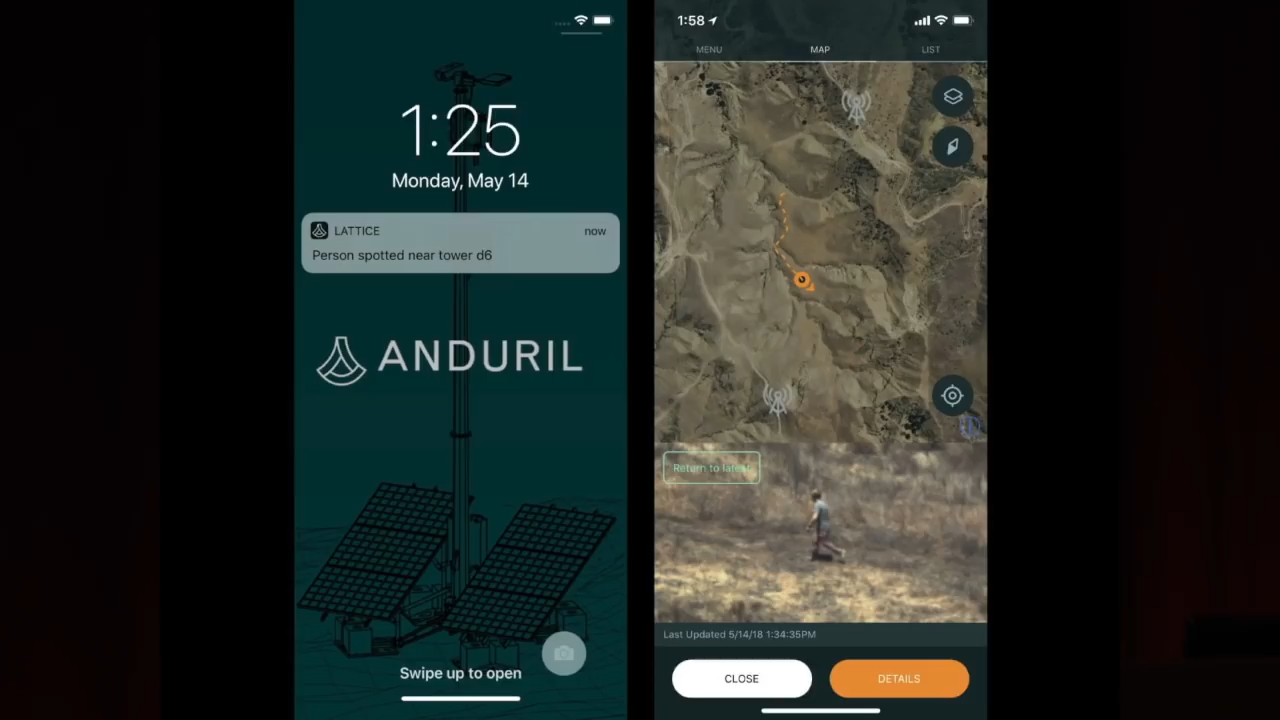 1:25
Monday, May 14
LATTICE
now
Person spotted near tower d6
ANDURIL
Swipe up to open
1:58
MENU
MAP
LIST
Return to latest
Last Updated 5/14/18 1:34:35PM
CLOSE
DETAILS